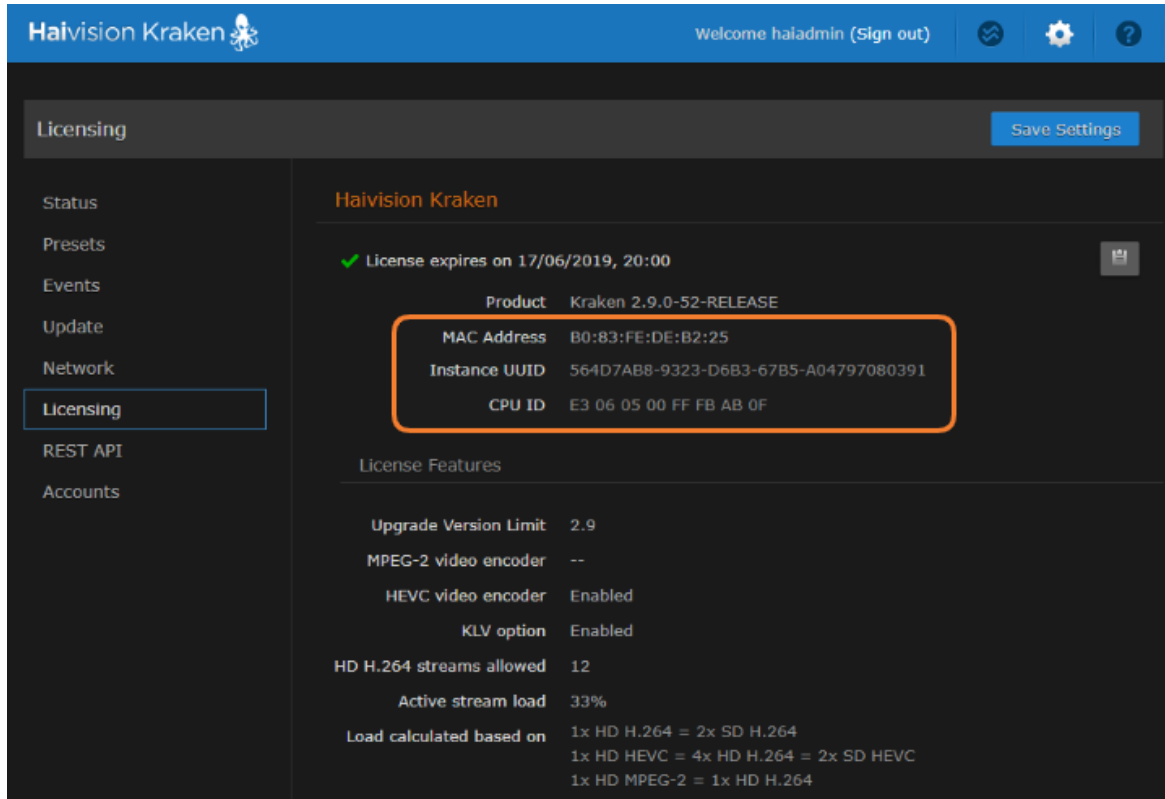 Haivision Kraken
Welcome haiadmin (Sign out)
?
Licensing
Save Settings
Status
Presets
Events
Update
Network
Licensing
REST API
Accounts
Haivision Kraken
License expires on 17/06/2019, 20:00
Product Kraken 2.9.0-52-RELEASE
MAC Address B0:83:FE:DE:B2:25
Instance UUID 564D7AB8-9323-D6B3-67B5-A04797080391
CPU ID E3 06 05 00 FF FB AB 0F
License Features
Upgrade Version Limit 2.9
MPEG-2 video encoder --
HEVC video encoder Enabled
KLV option Enabled
HD H.264 streams allowed 12
Active stream load 33%
Load calculated based on 1x HD H.264 = 2x SD H.264
1x HD HEVC = 4x HD H.264 = 2x SD HEVC
1x HD MPEG-2 = 1x HD H.264